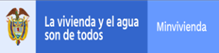 La vivienda y el agua
son de todos
Minvivienda